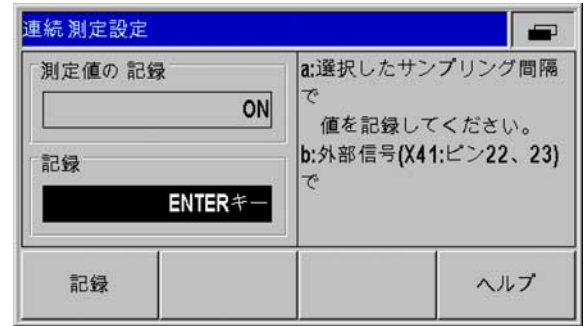 連続 測定設定
測定値の 記録
ON
記録
ENTERキー
a:選択したサンプリング間隔
で
値を記録してください。
b:外部信号(X41:ピン22、23)
で
記録
ヘルプ